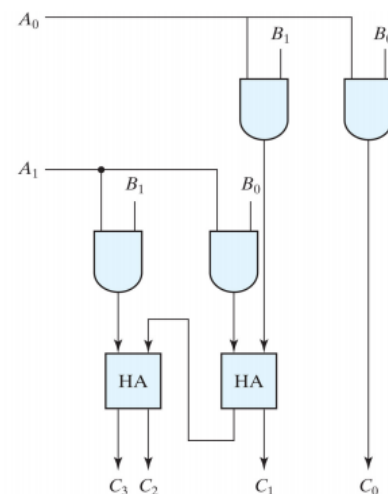 A₀
B₁
B₀
A₁
B₁
B₀
HA
HA
C₃ C₂ C₁ C₀